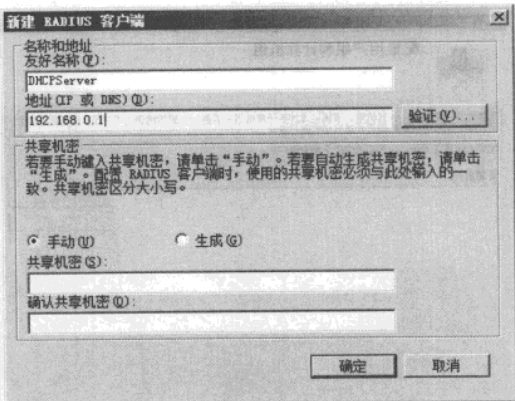 新建 RADIUS 客户端
名称和地址
友好名称(F):
DHCPServer
地址(IP 或 DNS)(D):
192.168.0.1
验证(V)...
共享机密
若要手动键入共享机密，请单击“手动”。若要自动生成共享机密，请单击
“生成”。配置 RADIUS 客户端时，使用的共享机密必须与此处输入的一
致。共享机密区分大小写。
手动(U) 生成(G)
共享机密(S):
确认共享机密(O):
确定 取消